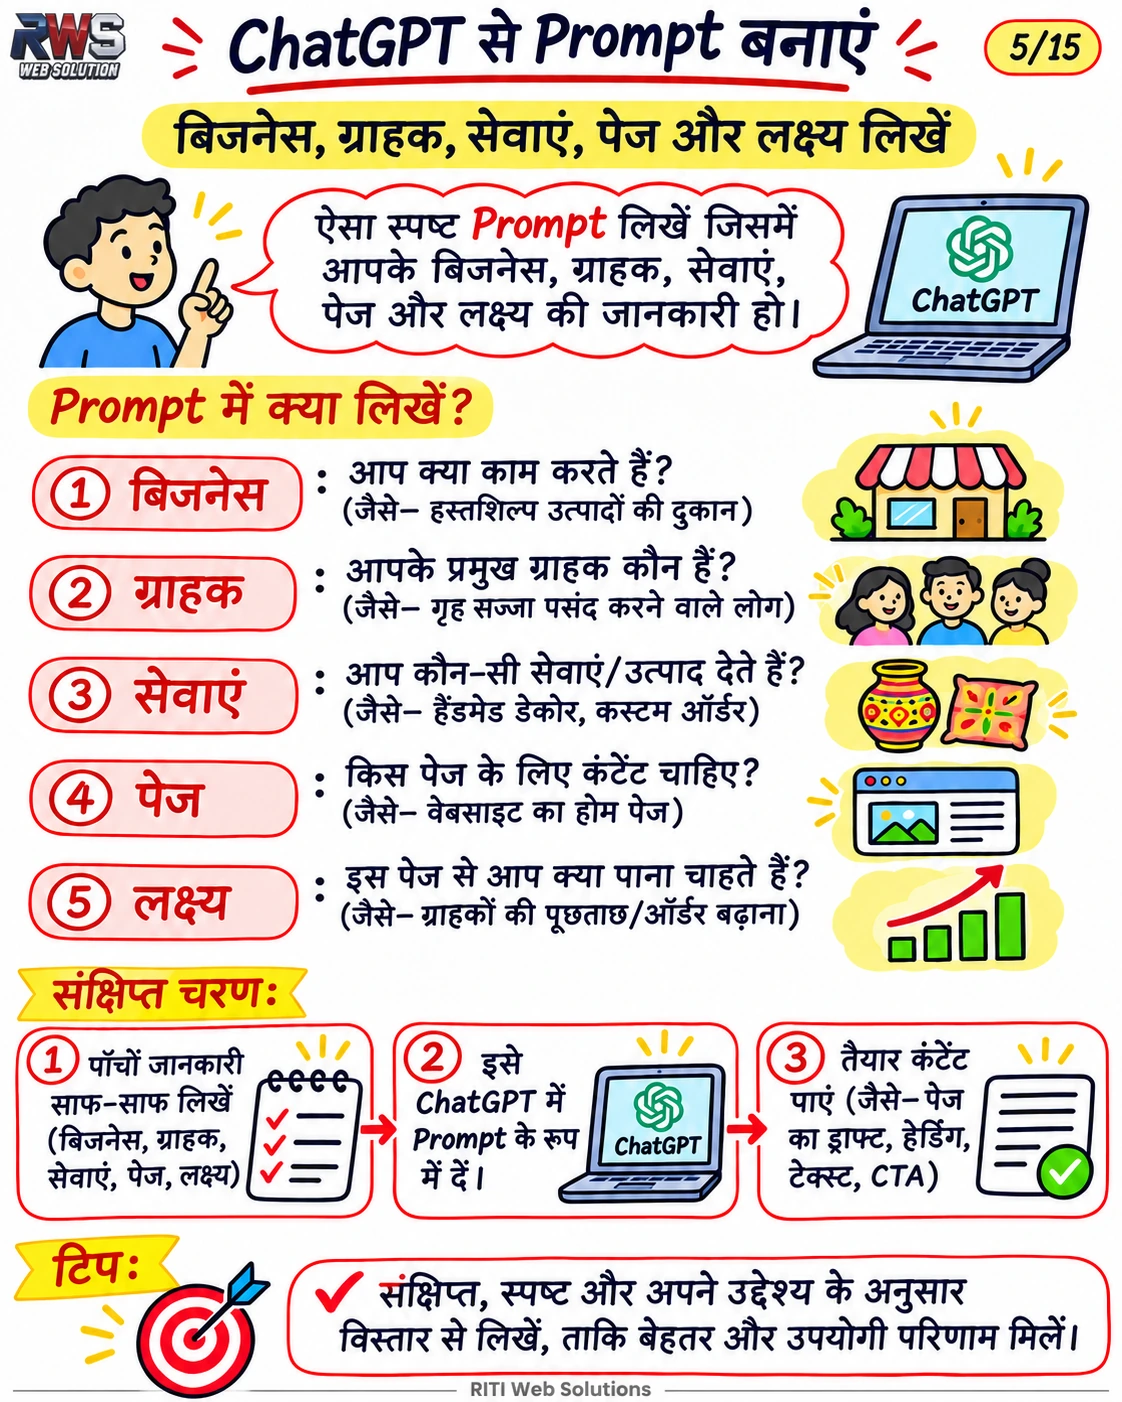 RWS
WEB SOLUTION
ChatGPT से Prompt बनाएं
5/15
बिजनेस, ग्राहक, सेवाएं, पेज और लक्ष्य लिखें
ऐसा स्पष्ट Prompt लिखें जिसमें
आपके बिजनेस, ग्राहक, सेवाएं,
पेज और लक्ष्य की जानकारी हो।
ChatGPT
Prompt में क्या लिखें?
1 बिजनेस : आप क्या काम करते हैं?
(जैसे– हस्तशिल्प उत्पादों की दुकान)
2 ग्राहक : आपके प्रमुख ग्राहक कौन हैं?
(जैसे– गृह सज्जा पसंद करने वाले लोग)
3 सेवाएं : आप कौन-सी सेवाएं/उत्पाद देते हैं?
(जैसे– हैंडमेड डेकोर, कस्टम ऑर्डर)
4 पेज : किस पेज के लिए कंटेंट चाहिए?
(जैसे– वेबसाइट का होम पेज)
5 लक्ष्य : इस पेज से आप क्या पाना चाहते हैं?
(जैसे– ग्राहकों की पूछताछ/ऑर्डर बढ़ाना)
संक्षिप्त चरण:
1 पॉचों जानकारी
साफ-साफ लिखें
(बिजनेस, ग्राहक,
सेवाएं, पेज, लक्ष्य)
2 इसे
ChatGPT में
Prompt के रूप
में दें।
ChatGPT
3 तैयार कंटेंट
पाएं (जैसे– पेज
का ड्राफ्ट, हेडिंग,
टेक्स्ट, CTA)
टिप:
संक्षिप्त, स्पष्ट और अपने उद्देश्य के अनुसार
विस्तार से लिखें, ताकि बेहतर और उपयोगी परिणाम मिलें।
RITI Web Solutions